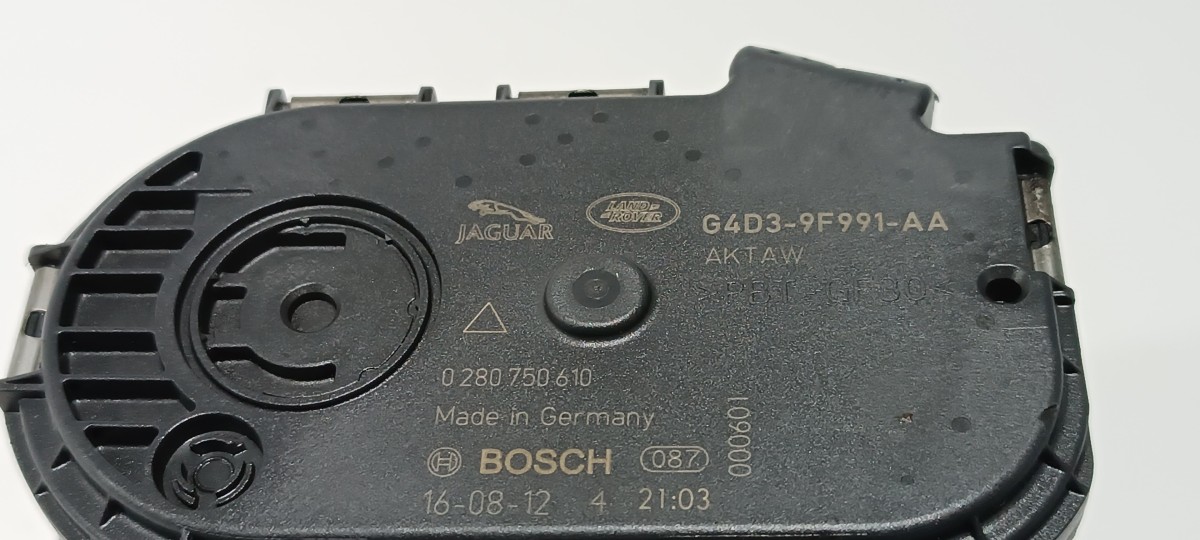 JAGUAR
LAND-
-ROVER
G4D3-9F991-AA
AKTAW
>PBT-GF30<
0 280 750 610
Made in Germany
BOSCH 087
000601
16-08-12 4 21:03